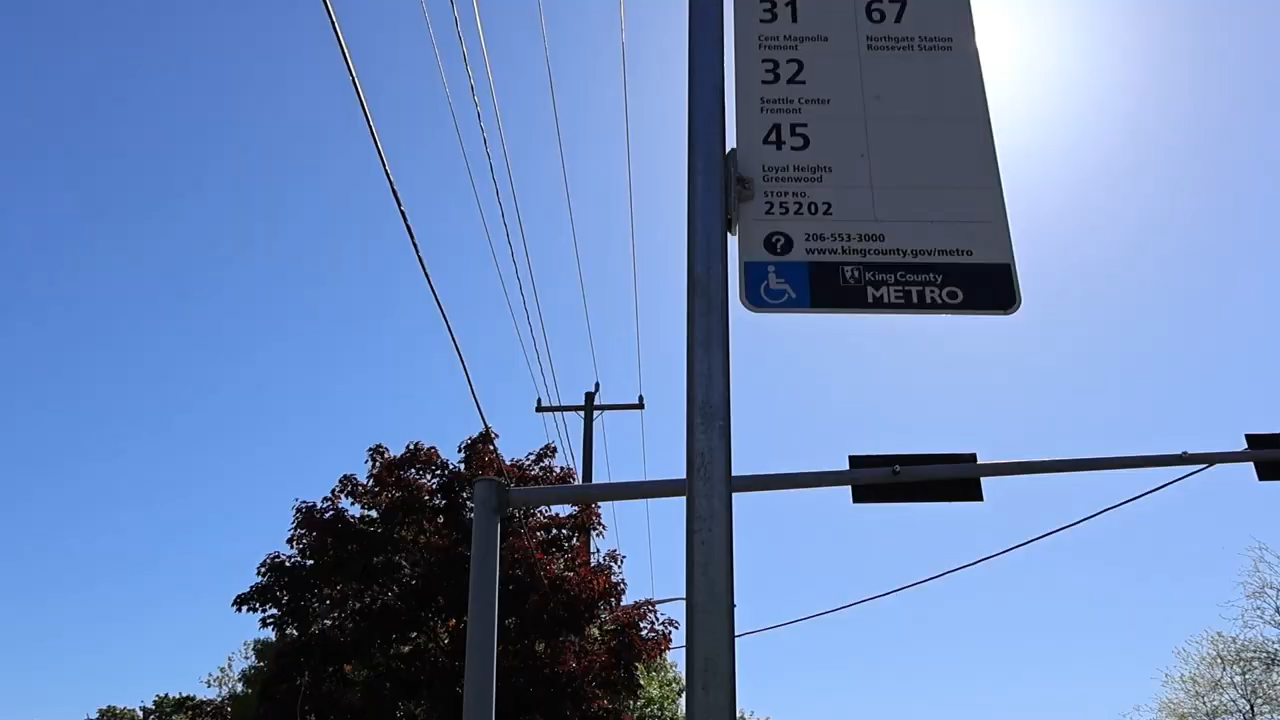 31
Cent Magnolia
Fremont
32
Seattle Center
Fremont
45
Loyal Heights
Greenwood
67
Northgate Station
Roosevelt Station
STOP NO.
25202
?
206-553-3000
www.kingcounty.gov/metro
King County
METRO